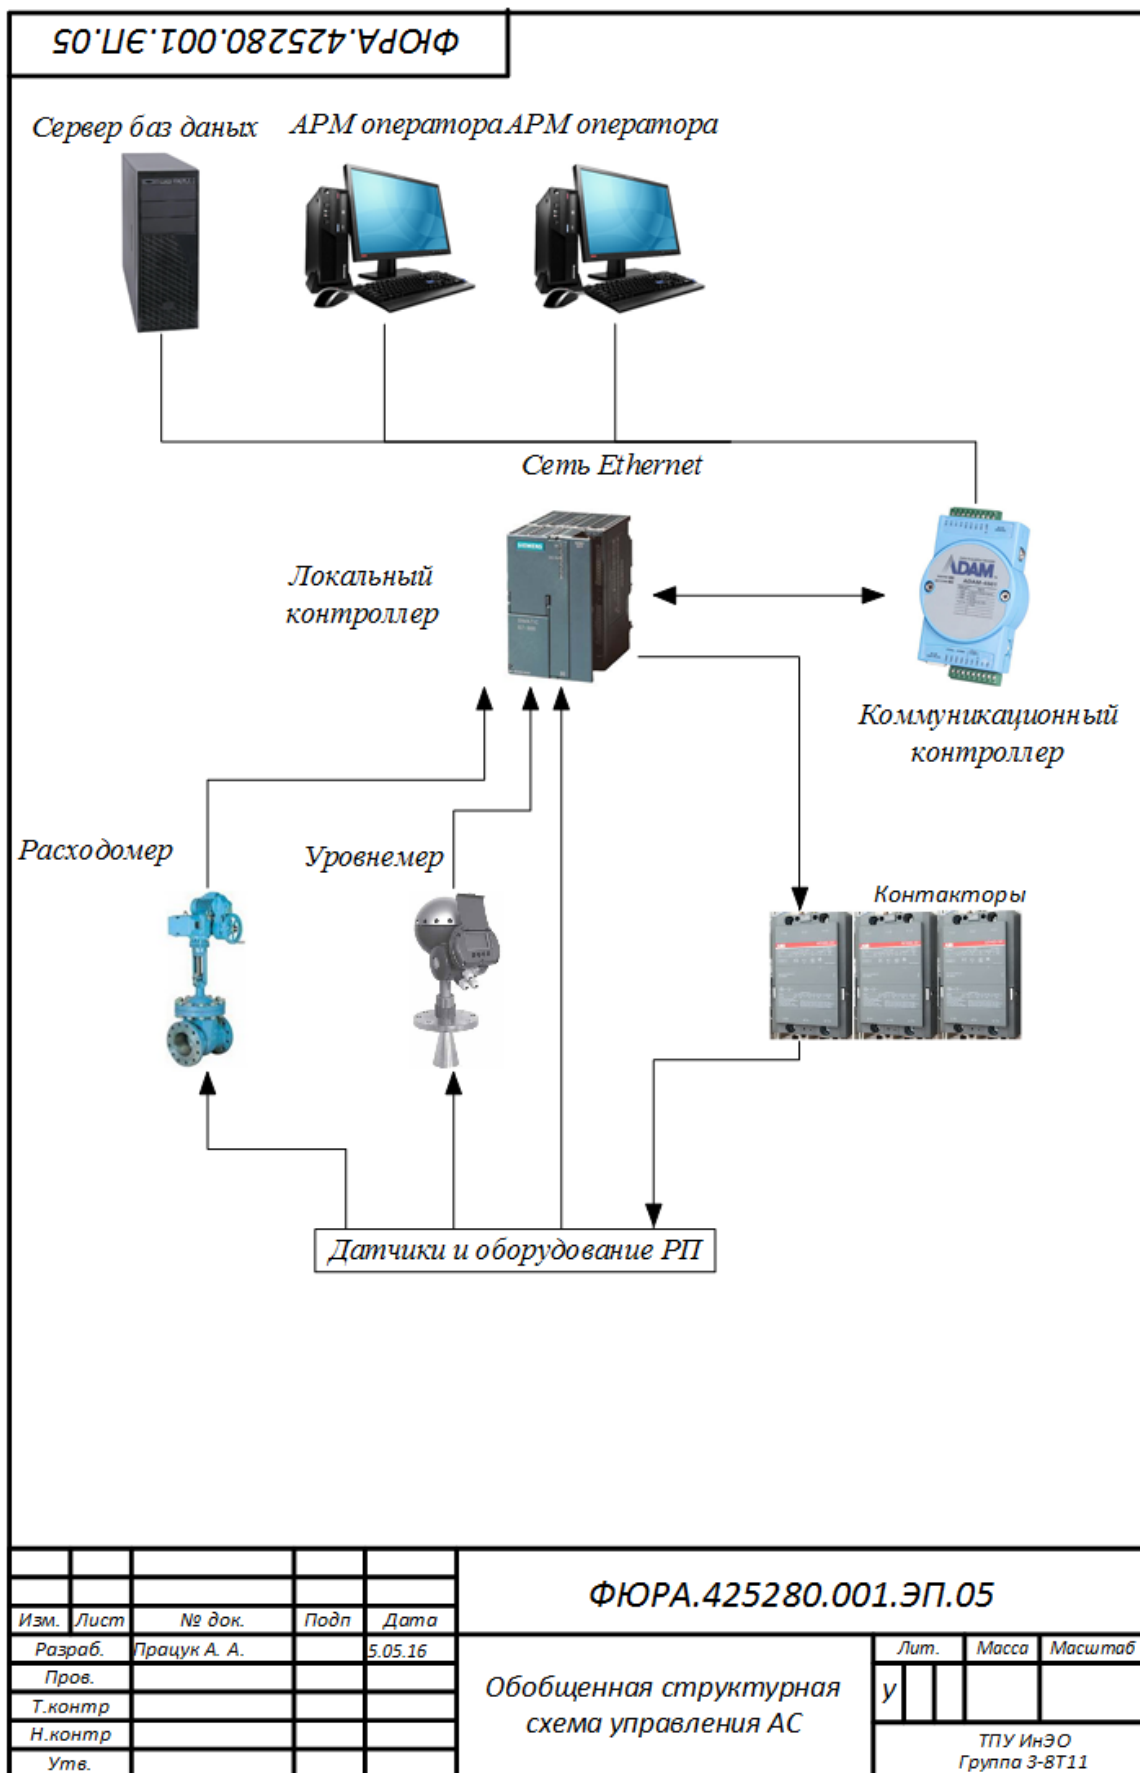 ФЮРА.425280.001.ЭП.05
Сервер баз даных
АРМ оператора
АРМ оператора
Сеть Ethernet
SIEMENS
Локальный
контроллер
ADAM
Коммуникационный
контроллер
Расходомер
Уровнемер
Контакторы
Датчики и оборудование РП
ФЮРА.425280.001.ЭП.05
Изм. Лист № док. Подп Дата
Разраб. Працук А. А. 5.05.16
Пров.
Т.контр
Н.контр
Утв.
Обобщенная структурная
схема управления АС
Лит. Масса Масштаб
У
ТПУ ИнЭО
Группа 3-8Т11